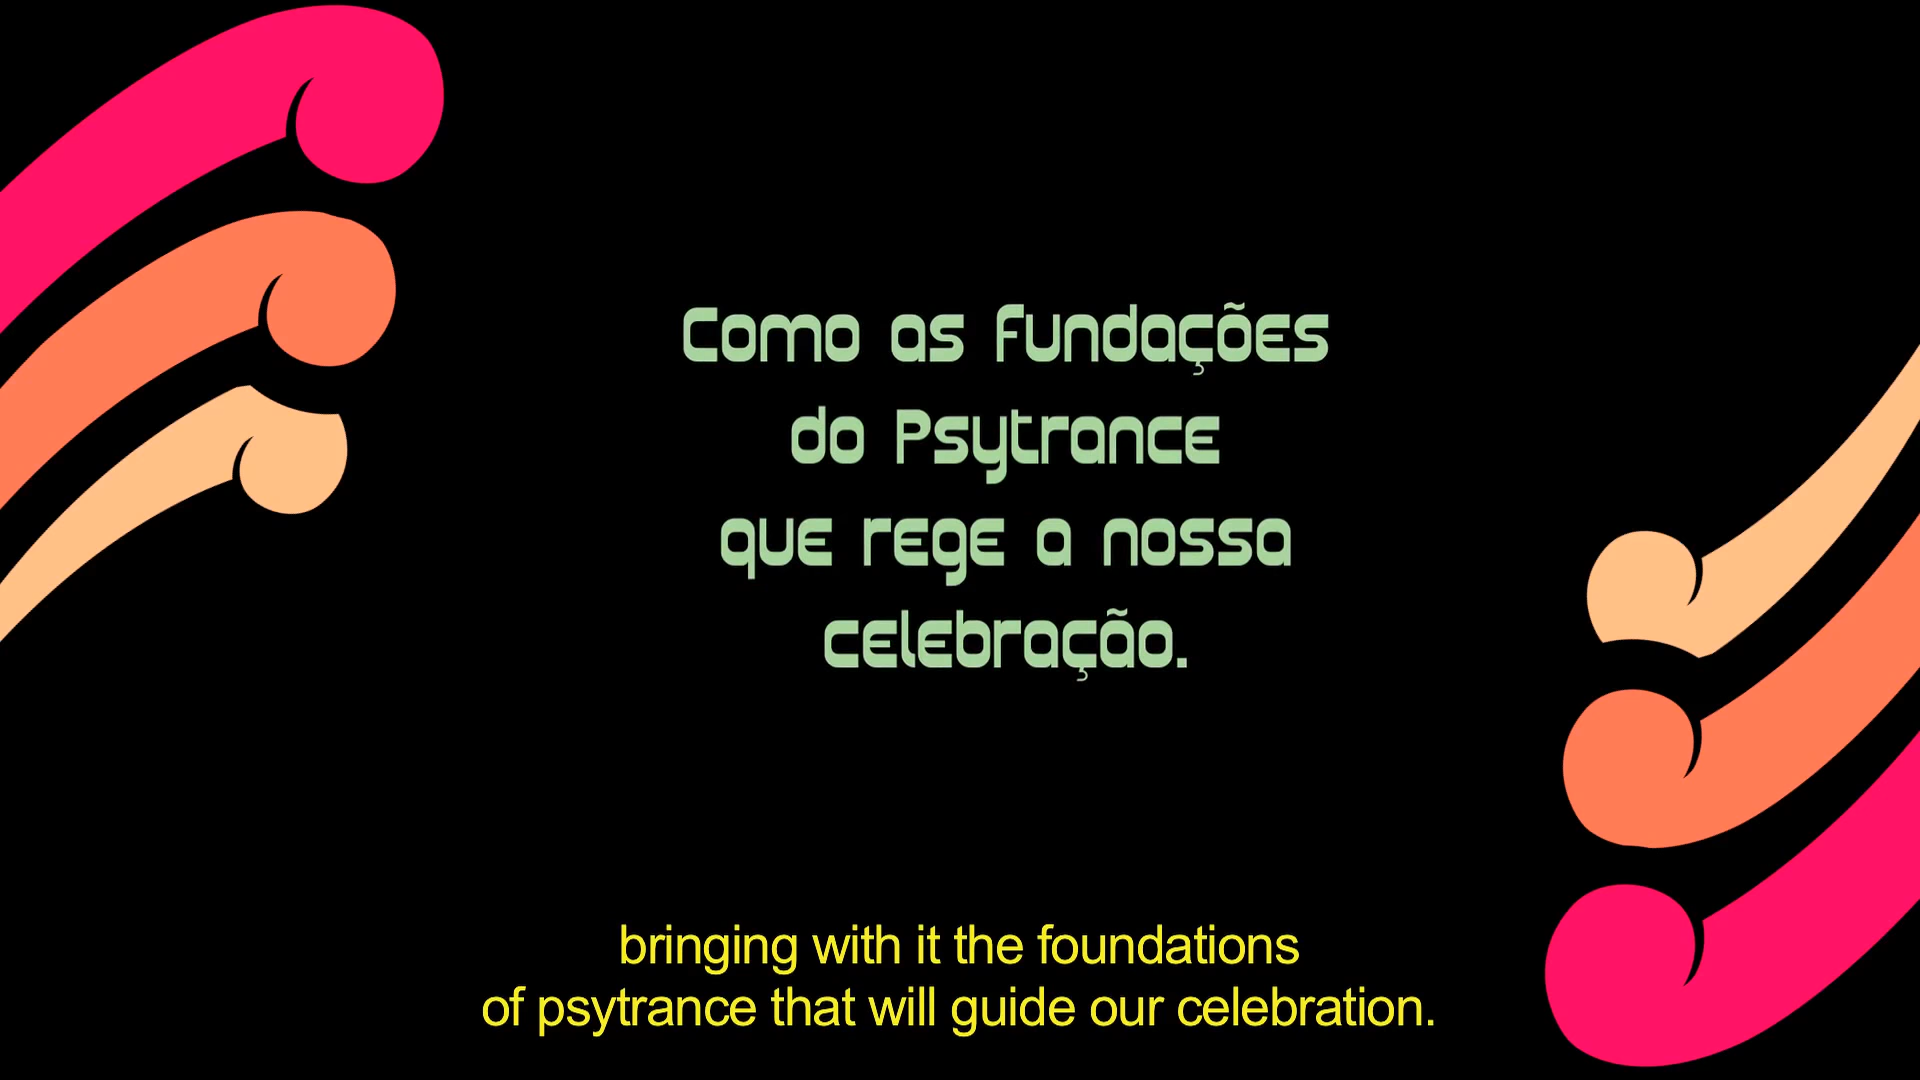 Como as fundações
do Psytrance
que rege a nossa
celebração.
bringing with it the foundations
of psytrance that will guide our celebration.